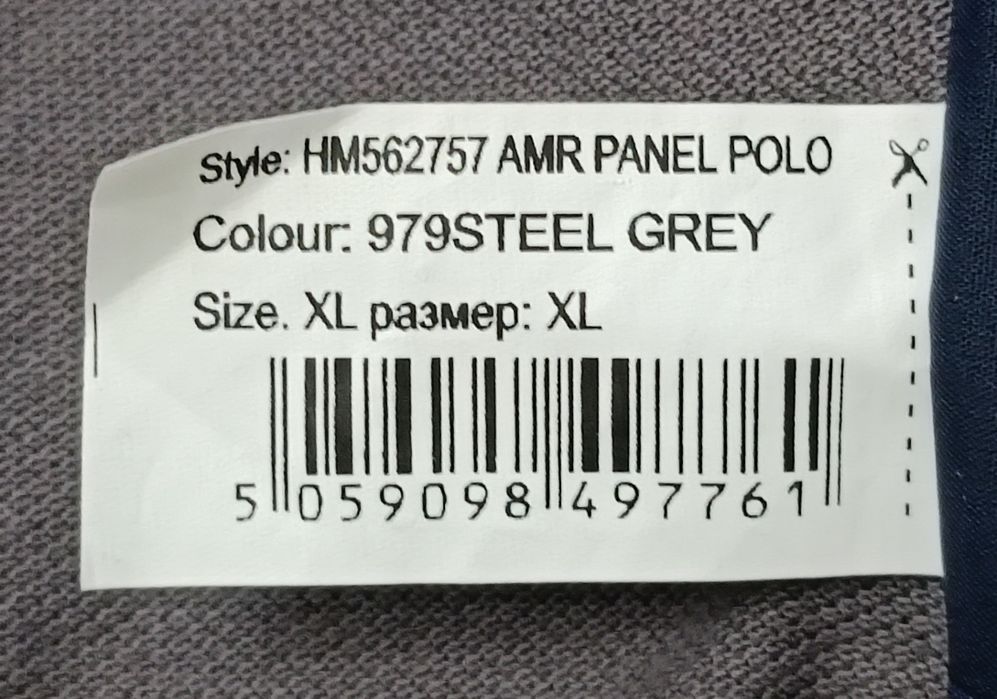 Style: HM562757 AMR PANEL POLO
Colour: 979STEEL GREY
Size. XL размер: XL
5 059098 497761